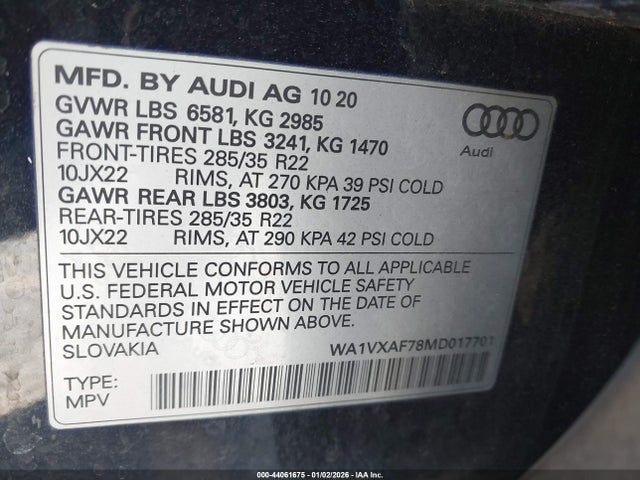 MFD. BY AUDI AG 10 20
GVWR LBS 6581, KG 2985
GAWR FRONT LBS 3241, KG 1470
FRONT-TIRES 285/35 R22
10JX22 RIMS, AT 270 KPA 39 PSI COLD
GAWR REAR LBS 3803, KG 1725
REAR-TIRES 285/35 R22
10JX22 RIMS, AT 290 KPA 42 PSI COLD
Audi
THIS VEHICLE CONFORMS TO ALL APPLICABLE
U.S. FEDERAL MOTOR VEHICLE SAFETY
STANDARDS IN EFFECT ON THE DATE OF
MANUFACTURE SHOWN ABOVE.
SLOVAKIA WA1VXAF78MD017701
TYPE:
MPV
00-44061675 - 01/02/2026 - IAA Inc.